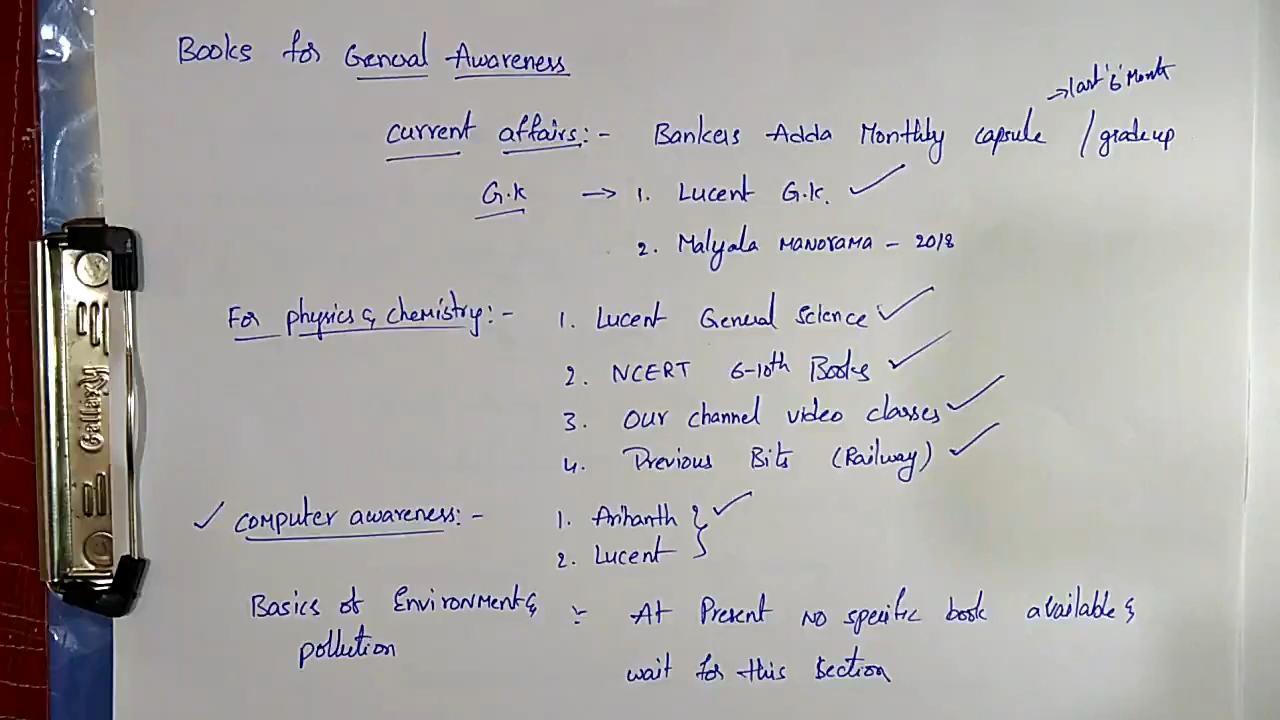 Books for General Awareness
→ last '6' Month
current affairs:- Bankers Adda Monthly capsule / gradeup
G.k → 1. Lucent G.k. ✓
2. Malyala MANORAMA - 2018
For physics & chemistry:- 1. Lucent General Science ✓
2. NCERT 6-10th Books ✓
3. Our channel video classes ✓
4. Previous Bits (Railway) ✓
✓ computer awareness:- 1. Arihanth } ✓
2. Lucent
Basics of Environment & :- At Present no specific book available &
pollution
wait for this section
Gallaxy